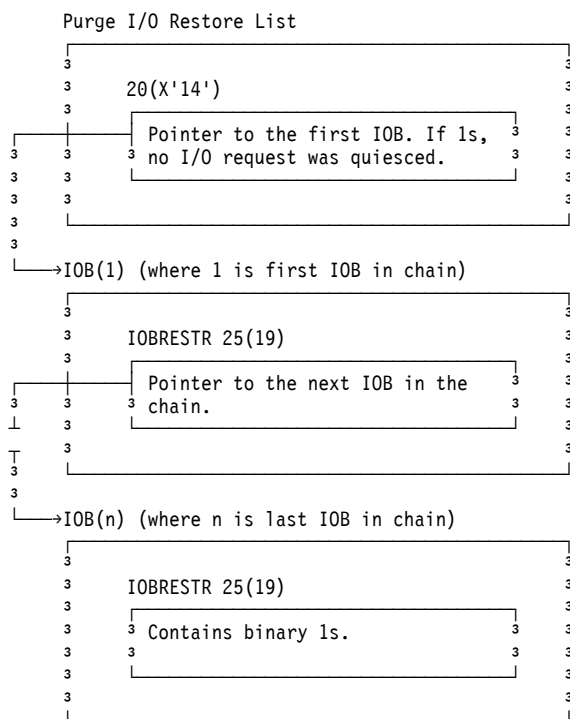 Purge I/O Restore List
20(X'14')
Pointer to the first IOB. If 1s,
no I/O request was quiesced.
IOB(1) (where 1 is first IOB in chain)
IOBRESTR 25(19)
Pointer to the next IOB in the
chain.
IOB(n) (where n is last IOB in chain)
IOBRESTR 25(19)
Contains binary 1s.